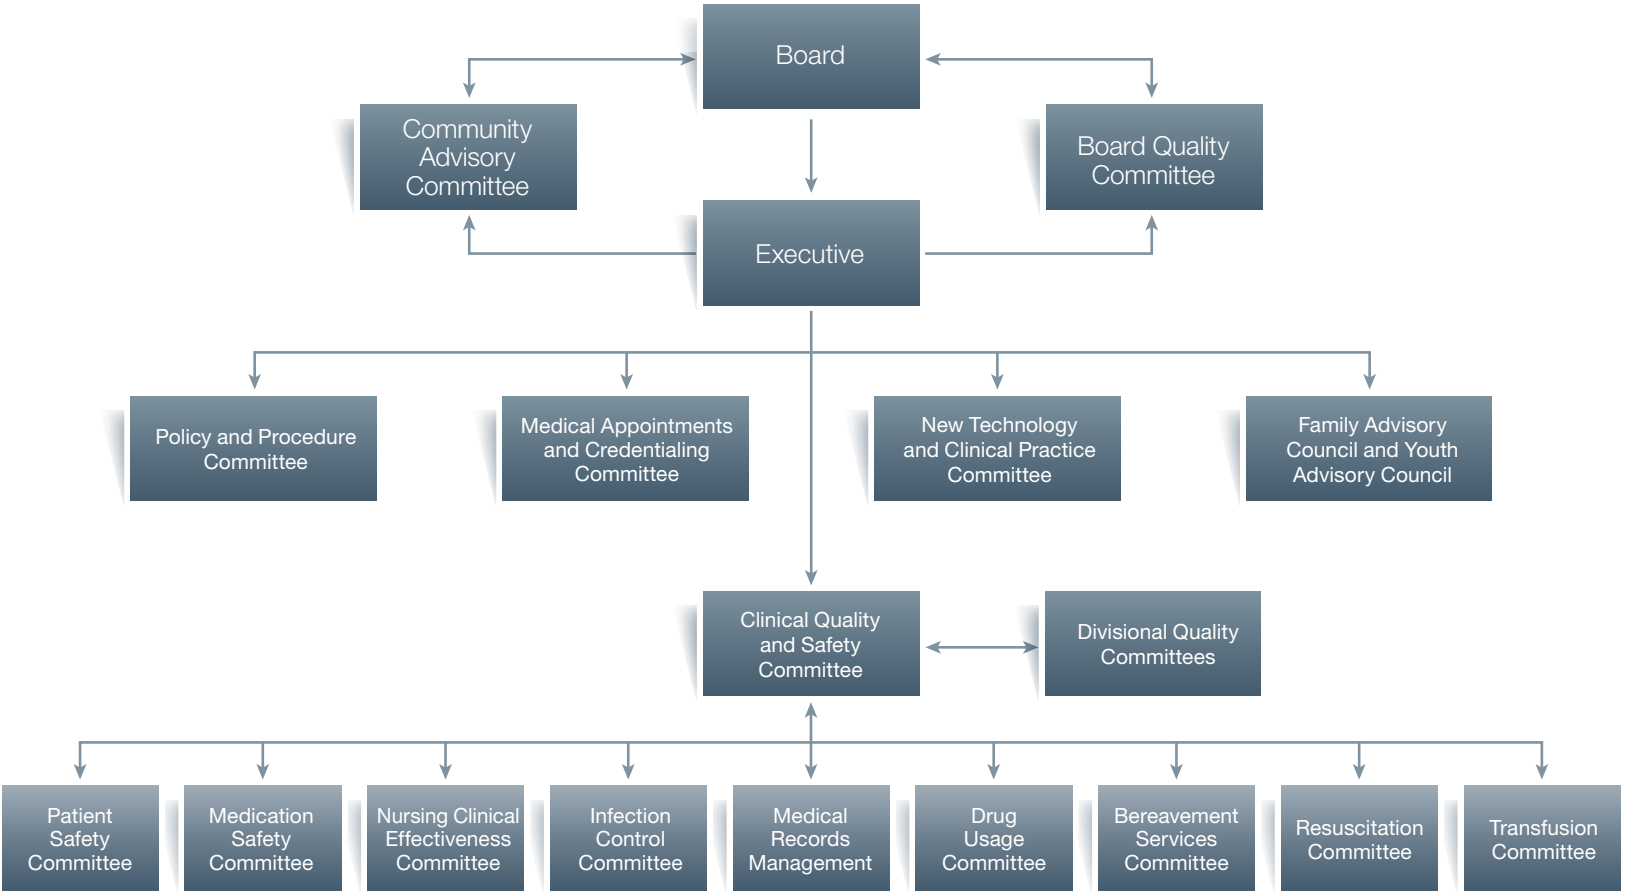 Board
Community
Advisory
Committee
Board Quality
Committee
Executive
Policy and Procedure
Committee
Medical Appointments
and Credentialing
Committee
New Technology
and Clinical Practice
Committee
Family Advisory
Council and Youth
Advisory Council
Clinical Quality
and Safety
Committee
Divisional Quality
Committees
Patient
Safety
Committee
Medication
Safety
Committee
Nursing Clinical
Effectiveness
Committee
Infection
Control
Committee
Medical
Records
Management
Drug
Usage
Committee
Bereavement
Services
Committee
Resuscitation
Committee
Transfusion
Committee